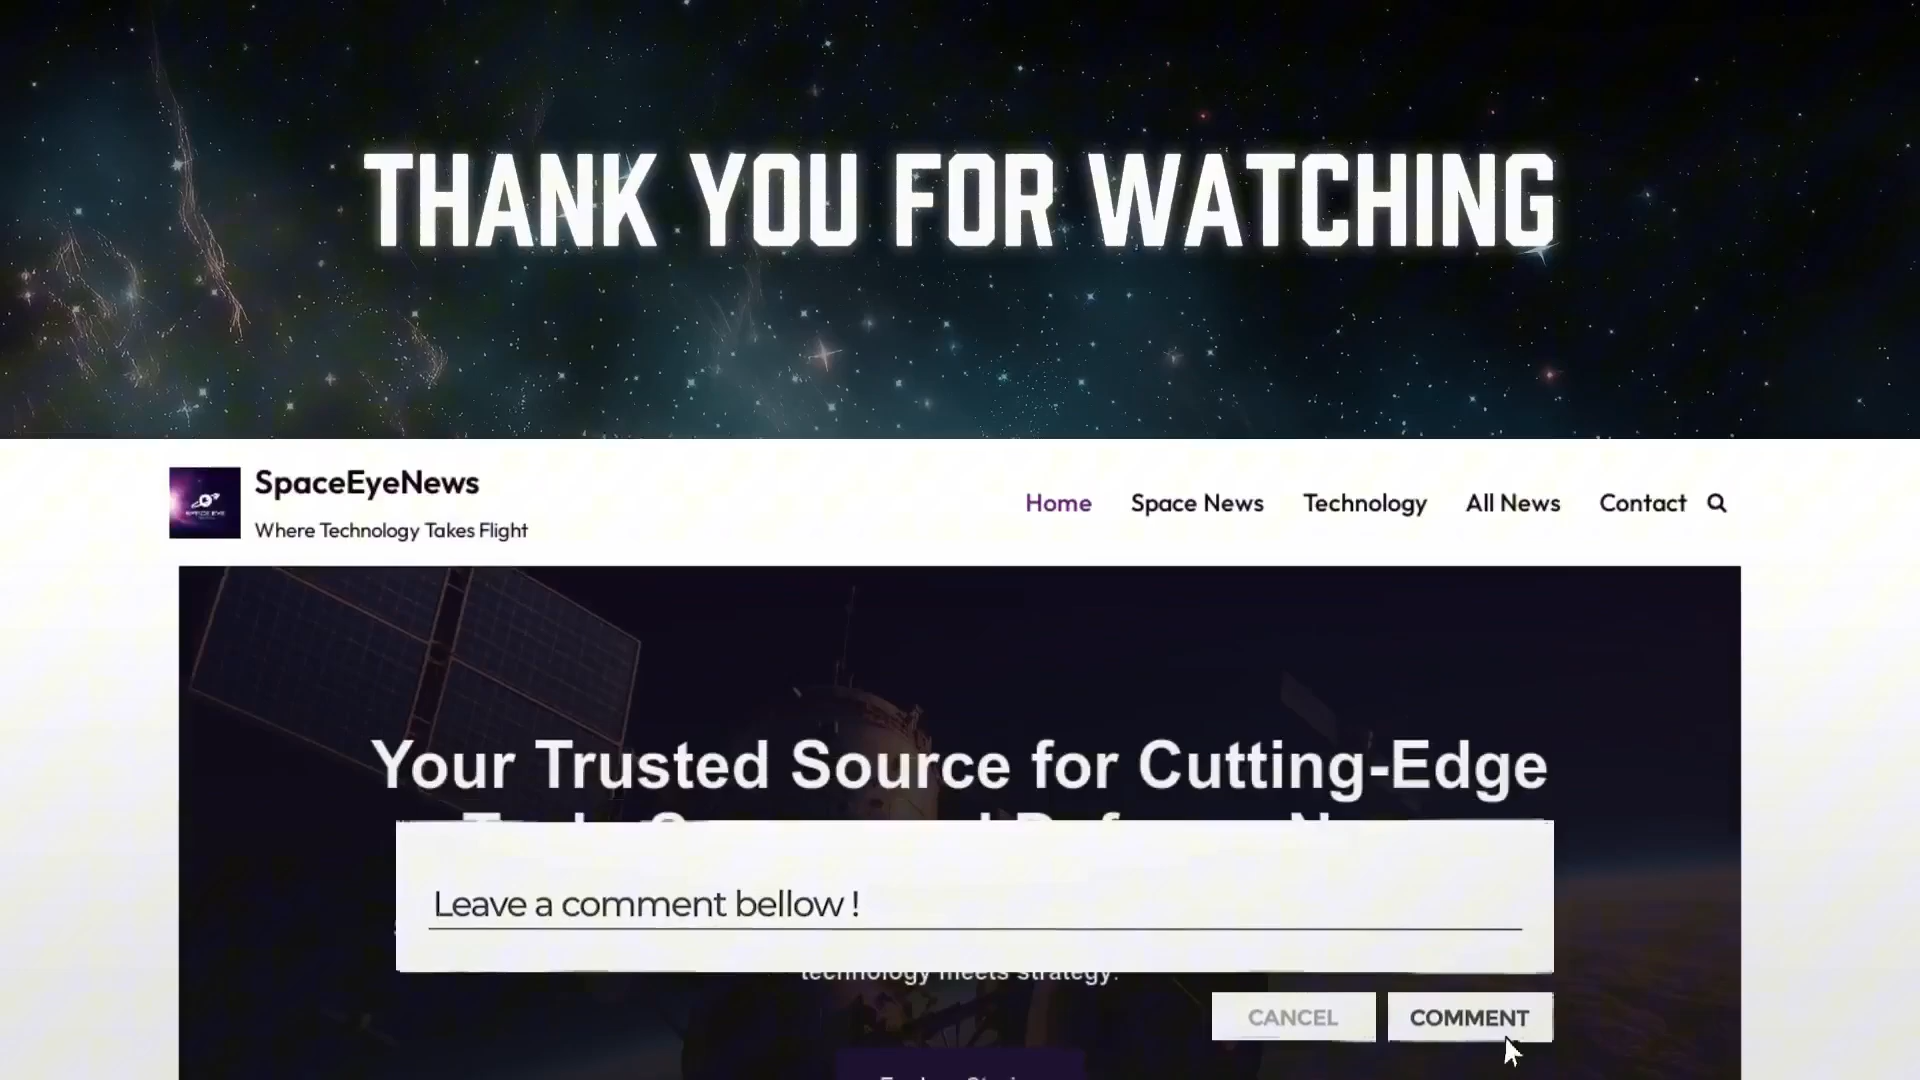 THANK YOU FOR WATCHING
SpaceEyeNews
Where Technology Takes Flight
Home Space News Technology All News Contact
Your Trusted Source for Cutting-Edge
Leave a comment bellow !
technology meets strategy.
CANCEL COMMENT